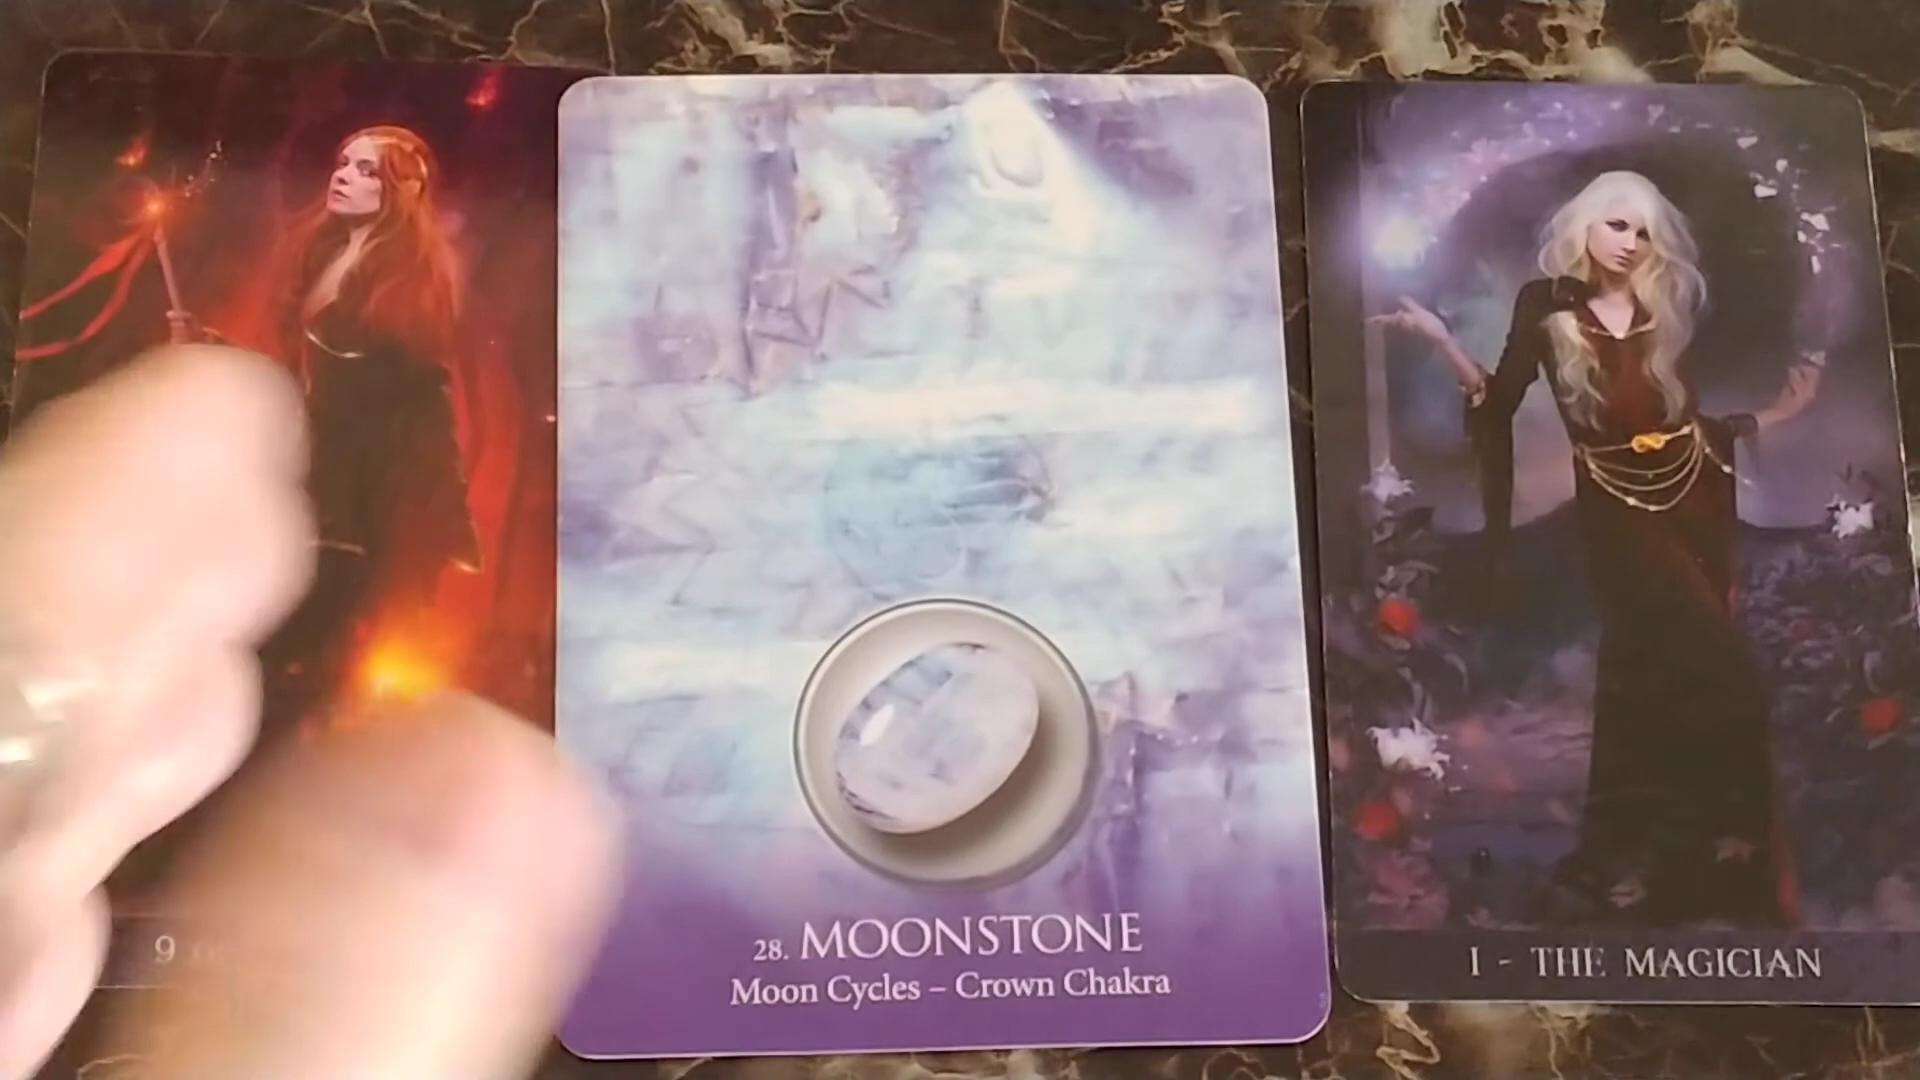 9
28. MOONSTONE
Moon Cycles – Crown Chakra
I - THE MAGICIAN